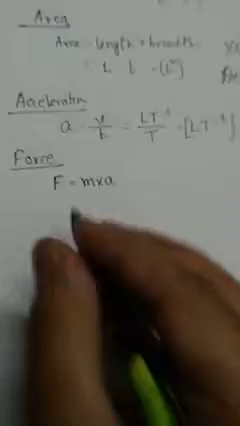 Area
Area = length × breadth
= L L = [L²]
Acceleration
a = v/t = LT⁻¹/T = [LT⁻²]
Force
F = m×a